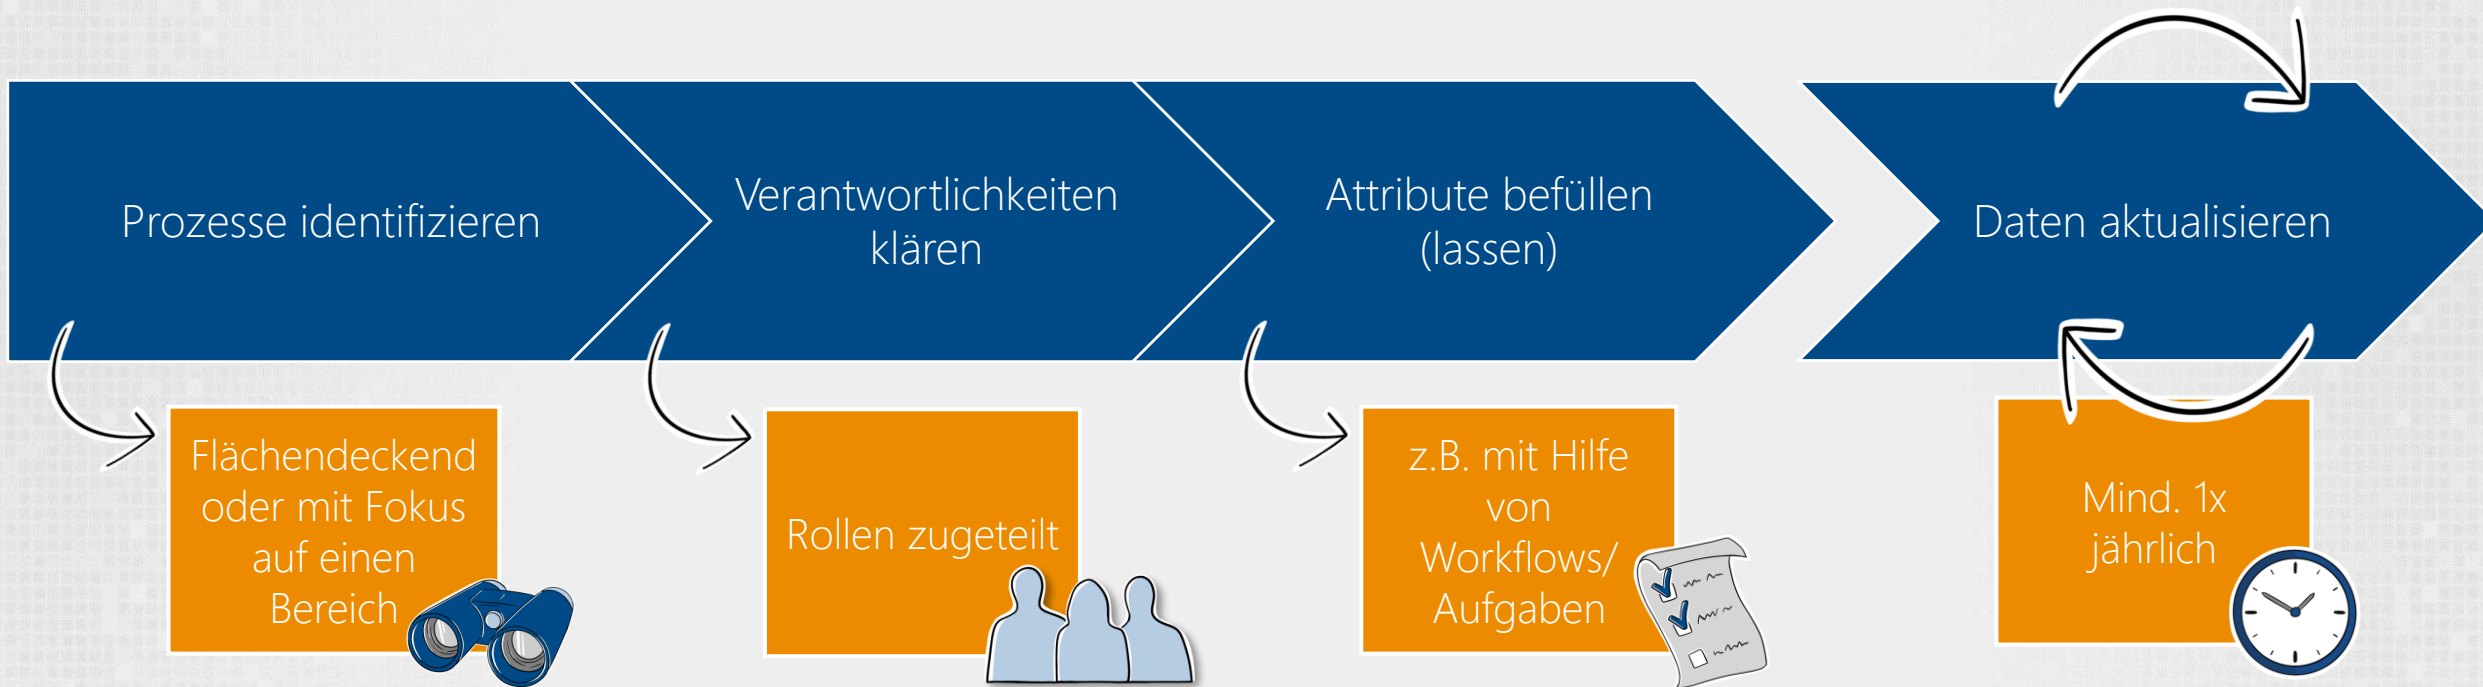 Prozesse identifizieren
Verantwortlichkeiten
klären
Attribute befüllen
(lassen)
Daten aktualisieren
Flächendeckend
oder mit Fokus
auf einen
Bereich
Rollen zugeteilt
z.B. mit Hilfe
von
Workflows/
Aufgaben
Mind. 1x
jährlich